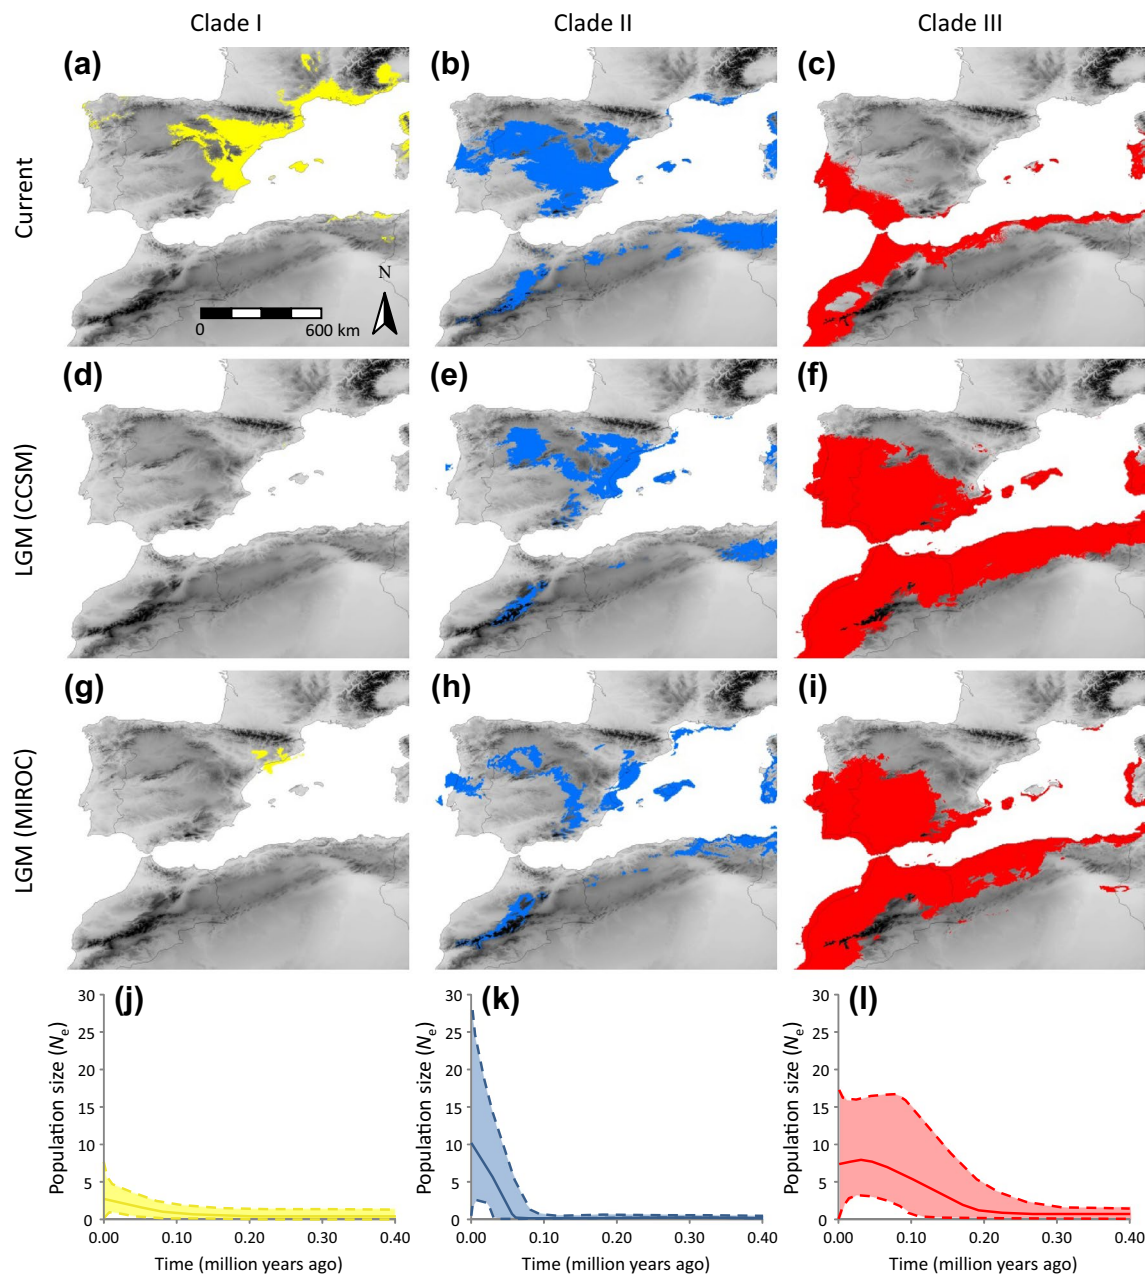 Clade I
Clade II
Clade III
(a)
(b)
(c)
Current
N
0
600 km
(d)
(e)
(f)
LGM (CCSM)
(g)
(h)
(i)
LGM (MIROC)
(j)
(k)
(l)
Population size (Ne)
30
25
20
15
10
5
0
0.00 0.10 0.20 0.30 0.40
Time (million years ago)
Population size (Ne)
30
25
20
15
10
5
0
0.00 0.10 0.20 0.30 0.40
Time (million years ago)
Population size (Ne)
30
25
20
15
10
5
0
0.00 0.10 0.20 0.30 0.40
Time (million years ago)